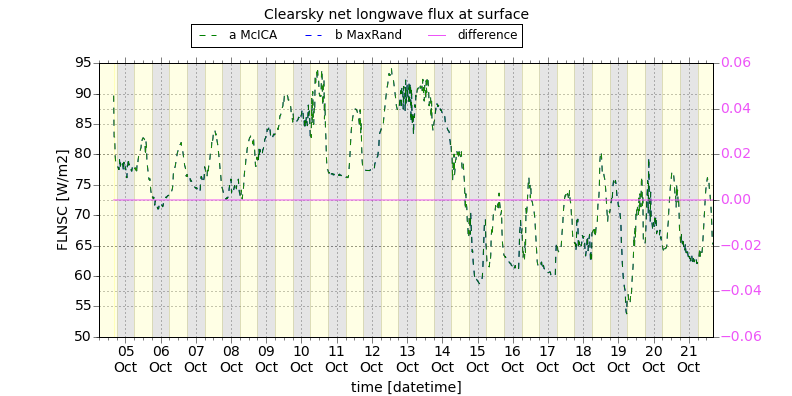 Clearsky net longwave flux at surface
a McICA b MaxRand difference
95
90
85
80
75
70
65
60
55
50
FLNSC [W/m2]
0.06
0.04
0.02
0.00
−0.02
−0.04
−0.06
05 06 07 08 09 10 11 12 13 14 15 16 17 18 19 20 21
Oct Oct Oct Oct Oct Oct Oct Oct Oct Oct Oct Oct Oct Oct Oct Oct Oct
time [datetime]